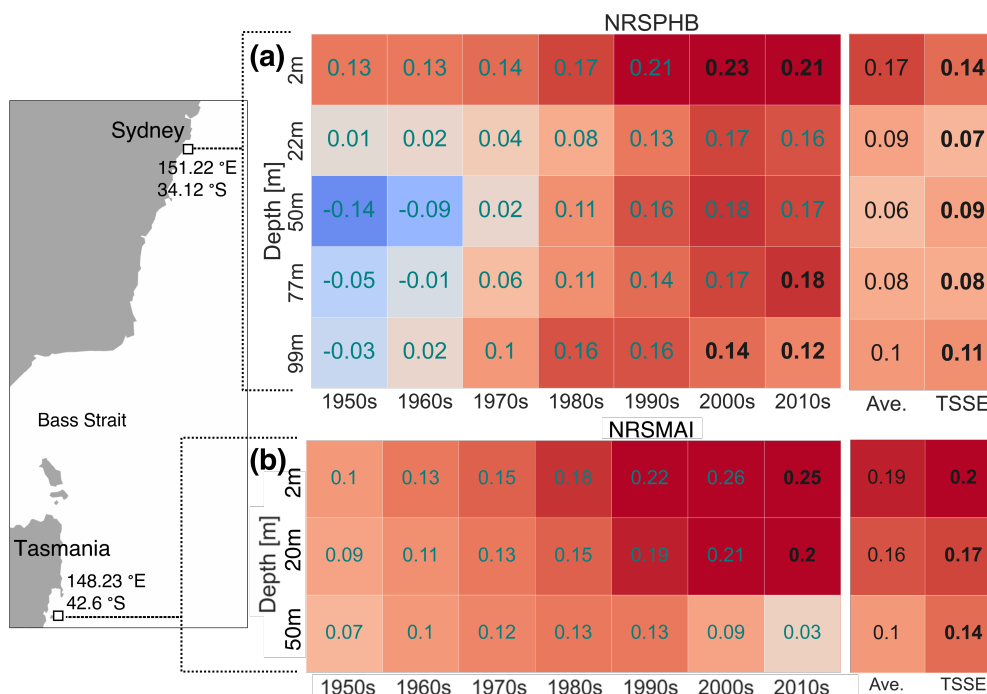 NRSPHB
(a)
Depth [m]
2m 0.13 0.13 0.14 0.17 0.21 0.23 0.21 0.17 0.14
22m 0.01 0.02 0.04 0.08 0.13 0.17 0.16 0.09 0.07
50m -0.14 -0.09 0.02 0.11 0.16 0.18 0.17 0.06 0.09
77m -0.05 -0.01 0.06 0.11 0.14 0.17 0.18 0.08 0.08
99m -0.03 0.02 0.1 0.16 0.16 0.14 0.12 0.1 0.11
1950s 1960s 1970s 1980s 1990s 2000s 2010s Ave. TSSE
Sydney
151.22 °E
34.12 °S
Bass Strait
Tasmania
148.23 °E
42.6 °S
NRSMAI
(b)
Depth [m]
2m 0.1 0.13 0.15 0.18 0.22 0.26 0.25 0.19 0.2
20m 0.09 0.11 0.13 0.15 0.19 0.21 0.2 0.16 0.17
50m 0.07 0.1 0.12 0.13 0.13 0.09 0.03 0.1 0.14
1950s 1960s 1970s 1980s 1990s 2000s 2010s Ave. TSSE